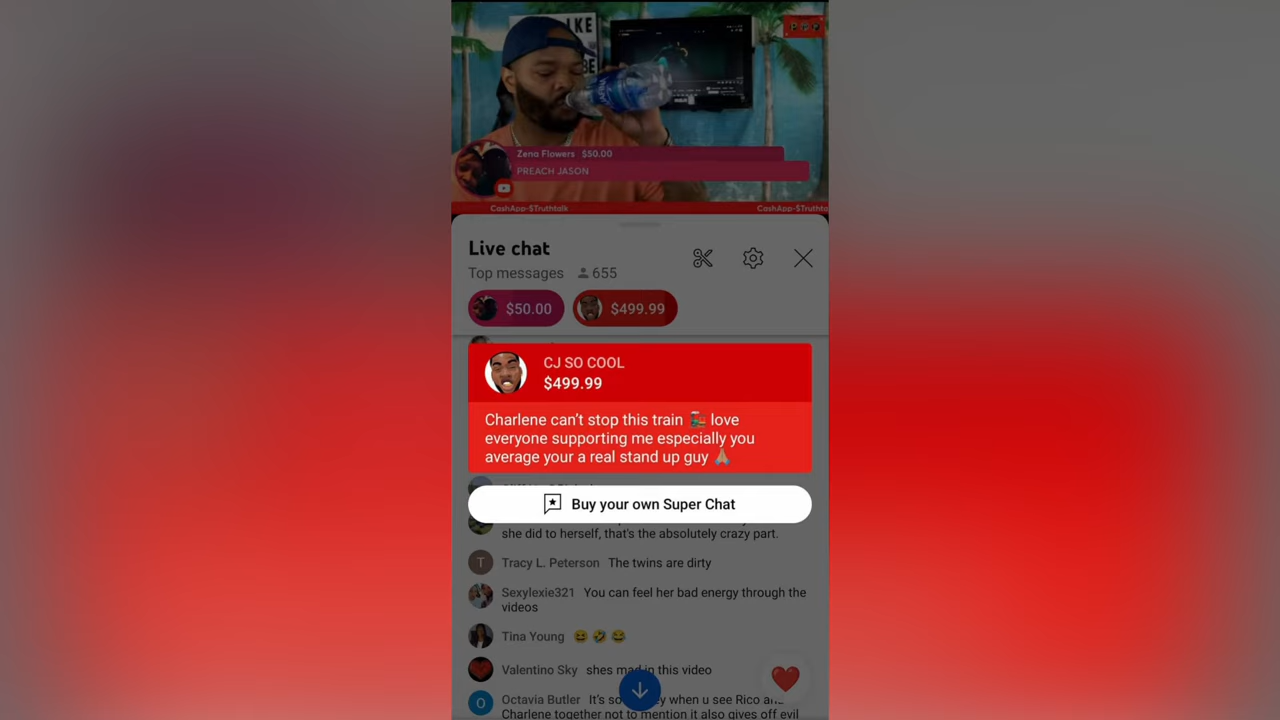 LKE
BE
AQUAFINA
Zena Flowers $50.00
PREACH JASON
CashApp-$Truthtalk CashApp-$Truthta
Live chat
Top messages 655
$50.00 $499.99
CJ SO COOL
$499.99
Charlene can't stop this train 🚂 love
everyone supporting me especially you
average your a real stand up guy 🙏🏽
Buy your own Super Chat
she did to herself, that's the absolutely crazy part.
T Tracy L. Peterson The twins are dirty
Sexylexie321 You can feel her bad energy through the
videos
Tina Young 😆 🤣 😂
Valentino Sky shes mad in this video
O Octavia Butler It's so when u see Rico and
Charlene together not to mention it also gives off evil